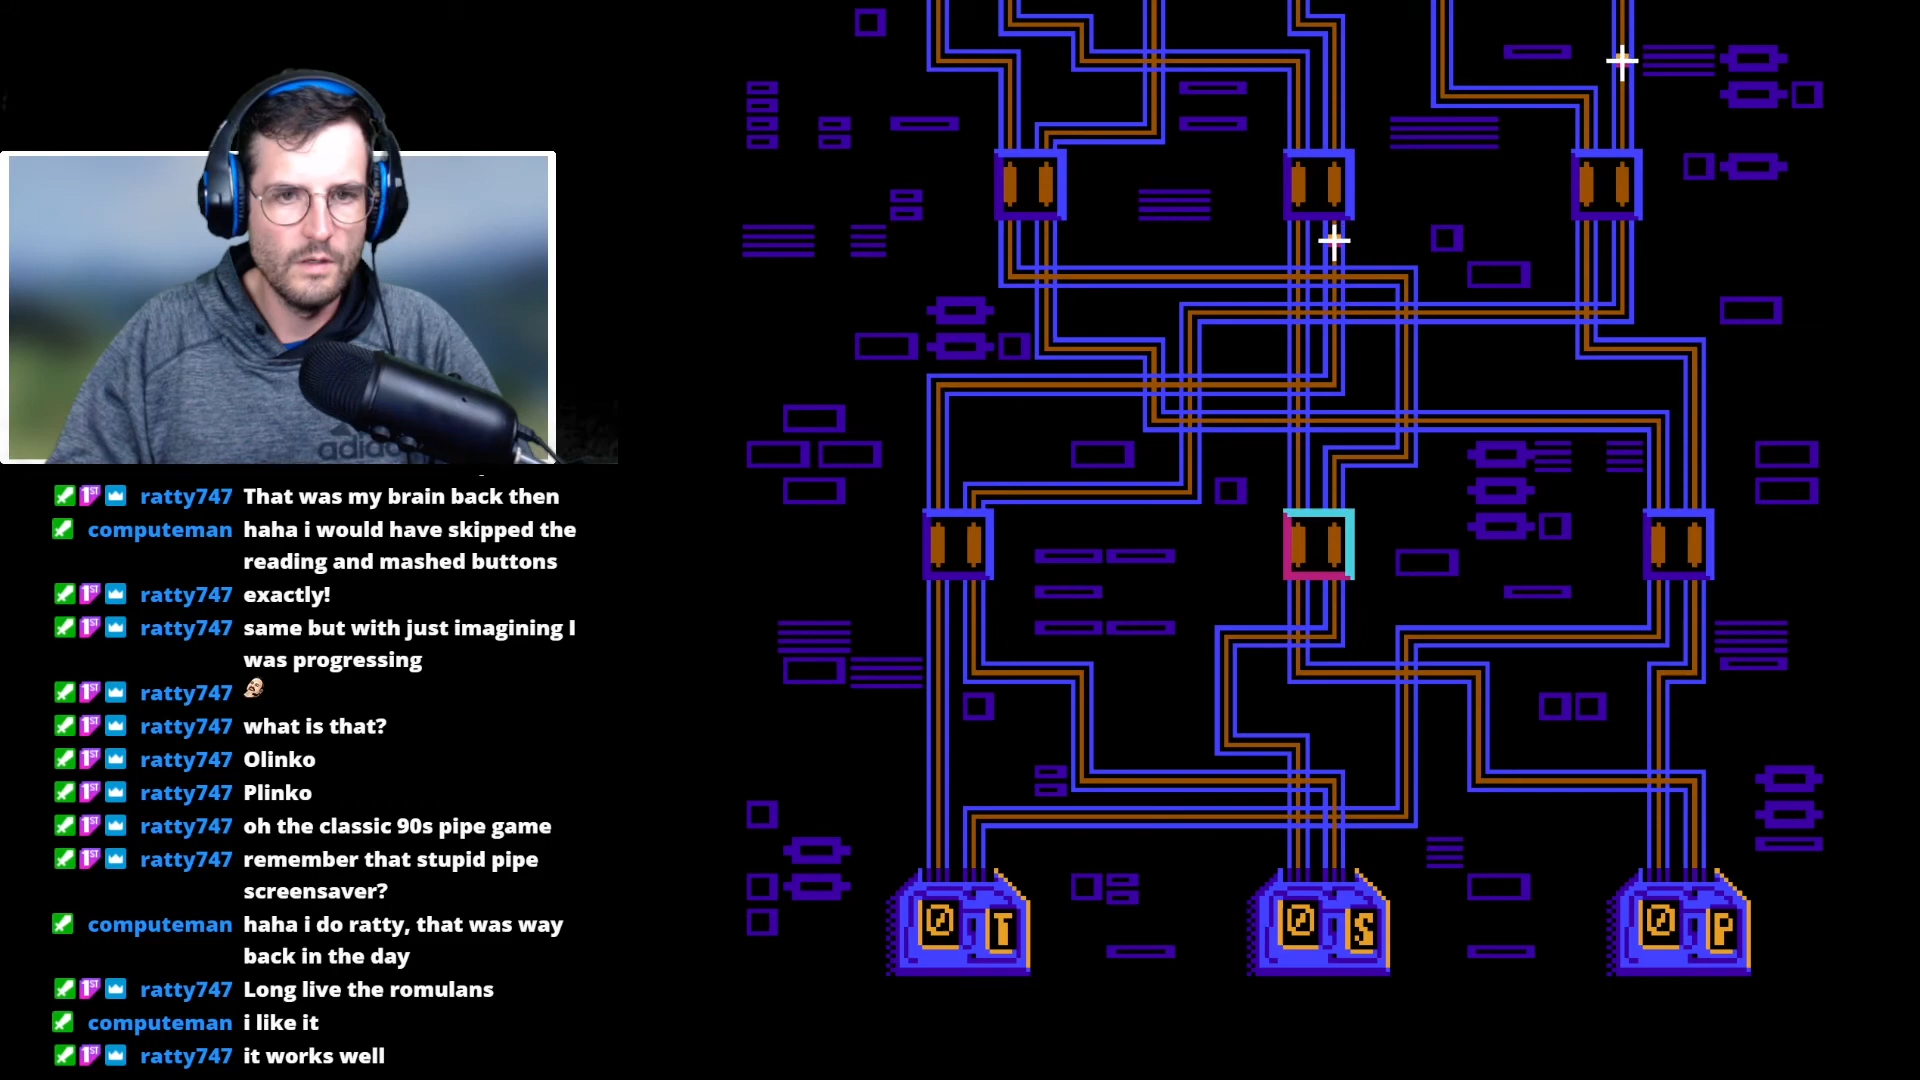 adidas
ratty747 That was my brain back then
computeman haha i would have skipped the
reading and mashed buttons
ratty747 exactly!
ratty747 same but with just imagining I
was progressing
ratty747
ratty747 what is that?
ratty747 Olinko
ratty747 Plinko
ratty747 oh the classic 90s pipe game
ratty747 remember that stupid pipe
screensaver?
computeman haha i do ratty, that was way
back in the day
ratty747 Long live the romulans
computeman i like it
ratty747 it works well
0 T
0 S
0 P